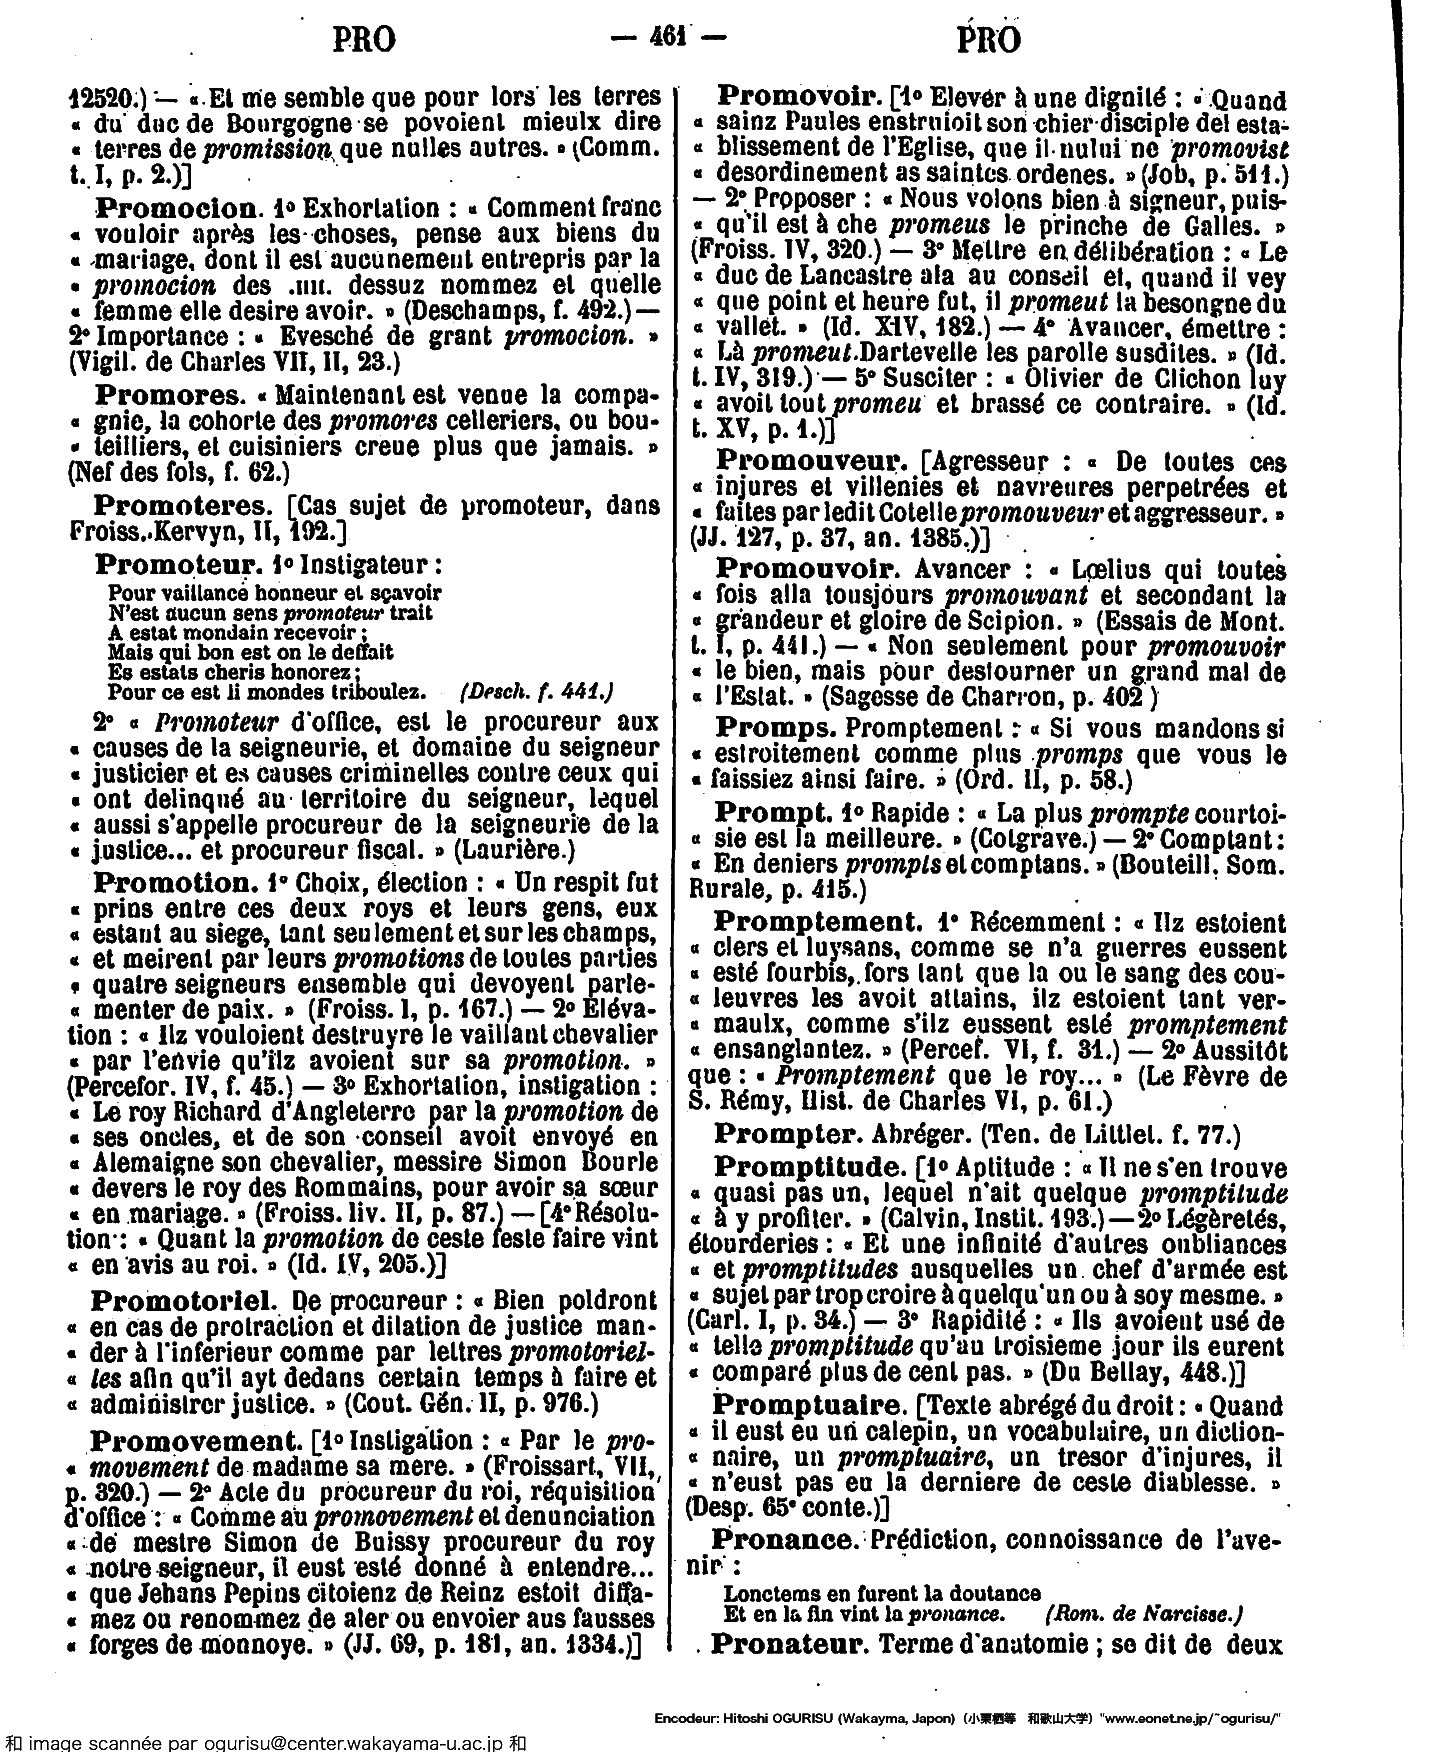 PRO — 461 — PRO
12520.) — « Et me semble que pour lors les terres
« du duc de Bourgogne se povoient mieulx dire
« terres de promission que nulles autres. » (Comm.
t. I, p. 2.)]
Promocion. 1º Exhortation : « Comment franc
« vouloir après les choses, pense aux biens du
« mariage, dont il est aucunement entrepris par la
« promocion des .IIII. dessuz nommez et quelle
« femme elle desire avoir. » (Deschamps, f. 492.) —
2º Importance : « Evesché de grant promocion. »
(Vigil. de Charles VII, II, 23.)
Promores. « Maintenant est venue la compa-
« gnie, la cohorte des promores celleriers, ou bou-
« teilliers, et cuisiniers creue plus que jamais. »
(Nef des fols, f. 62.)
Promoteres. [Cas sujet de promoteur, dans
Froiss. Kervyn, II, 192.]
Promoteur. 1º Instigateur :
Pour vaillance honneur et sçavoir
N'est aucun sens promoteur trait
A estat mondain recevoir ;
Mais qui bon est on le deffait
Es estats cheris honorez ;
Pour ce est li mondes triboulez. (Desch. f. 441.)
2º « Promoteur d'office, est le procureur aux
« causes de la seigneurie, et domaine du seigneur
« justicier et es causes criminelles contre ceux qui
« ont delinqué au territoire du seigneur, lequel
« aussi s'appelle procureur de la seigneurie de la
« justice... et procureur fiscal. » (Laurière.)
Promotion. 1º Choix, élection : « Un respit fut
« prins entre ces deux roys et leurs gens, eux
« estant au siege, tant seulement et sur les champs,
« et meirent par leurs promotions de toutes parties
« quatre seigneurs ensemble qui devoyent parle-
« menter de paix. » (Froiss. I, p. 167.) — 2º Eléva-
tion : « Ilz vouloient destruyre le vaillant chevalier
« par l'envie qu'ilz avoient sur sa promotion. »
(Percefor. IV, f. 45.) — 3º Exhortation, instigation :
« Le roy Richard d'Angleterre par la promotion de
« ses oncles, et de son conseil avoit envoyé en
« Alemaigne son chevalier, messire Simon Bourle
« devers le roy des Rommains, pour avoir sa sœur
« en mariage. » (Froiss. liv. II, p. 87.) — [4º Résolu-
tion : « Quant la promotion de ceste feste faire vint
« en avis au roi. » (Id. IV, 205.)]
Promotoriel. De procureur : « Bien poldront
« en cas de protraction et dilation de justice man-
« der à l'inferieur comme par lettres promotoriel-
« les afin qu'il ayt dedans certain temps à faire et
« administrer justice. » (Cout. Gén. II, p. 976.)
Promovement. [1º Instigation : « Par le pro-
« movement de madame sa mere. » (Froissart, VII,
p. 320.) — 2º Acte du procureur du roi, réquisition
d'office : « Comme au promovement et denunciation
« de mestre Simon de Buissy procureur du roy
« notre seigneur, il eust esté donné à entendre...
« que Jehans Pepins citoienz de Reinz estoit diffa-
« mez ou renommez de aler ou envoier aus fausses
« forges de monnoye. » (JJ. 69, p. 181, an. 1334.)]
Promovoir. [1º Elever à une dignité : « Quand
« sainz Paules enstruioit son chier disciple del esta-
« blissement de l'Eglise, que il nului ne promovist
« desordinement as saintes ordenes. » (Job, p. 511.)
— 2º Proposer : « Nous volons bien à signeur, puis-
« qu'il est à che promeus le prinche de Galles. »
(Froiss. IV, 320.) — 3º Mettre en délibération : « Le
« duc de Lancastre ala au conseil et, quand il vey
« que point et heure fut, il promeut la besongne du
« vallet. » (Id. XIV, 182.) — 4º Avancer, émettre :
« Là promeut Dartevelle les parolle susdites. » (Id.
t. IV, 319.) — 5º Susciter : « Olivier de Clichon luy
« avoit tout promeu et brassé ce contraire. » (Id.
t. XV, p. 1.)]
Promouveur. [Agresseur : « De toutes ces
« injures et villenies et navreures perpetrées et
« faites par ledit Cotelle promouveur et aggresseur. »
(JJ. 127, p. 37, an. 1385.)]
Promouvoir. Avancer : « Lœlius qui toutes
« fois alla tousjours promouvant et secondant la
« grandeur et gloire de Scipion. » (Essais de Mont.
t. I, p. 441.) — « Non seulement pour promouvoir
« le bien, mais pour destourner un grand mal de
« l'Estat. » (Sagesse de Charron, p. 402 )
Promps. Promptement : « Si vous mandons si
« estroitement comme plus promps que vous le
« faissiez ainsi faire. » (Ord. II, p. 58.)
Prompt. 1º Rapide : « La plus prompte courtoi-
« sie est la meilleure. » (Cotgrave.) — 2º Comptant :
« En deniers prompts et comptans. » (Bouteill. Som.
Rurale, p. 415.)
Promptement. 1º Récemment : « Ilz estoient
« clers et luysans, comme se n'a guerres eussent
« esté fourbis, fors tant que la ou le sang des cou-
« leuvres les avoit attains, ilz estoient tant ver-
« maulx, comme s'ilz eussent esté promptement
« ensanglantez. » (Percef. VI, f. 31.) — 2º Aussitôt
que : « Promptement que le roy... » (Le Fèvre de
S. Rémy, Hist. de Charles VI, p. 61.)
Prompter. Abréger. (Ten. de Littlet. f. 77.)
Promptitude. [1º Aptitude : « Il ne s'en trouve
« quasi pas un, lequel n'ait quelque promptitude
« à y profiter. » (Calvin, Instit. 193.) — 2º Légèretés,
étourderies : « Et une infinité d'autres oubliances
« et promptitudes ausquelles un chef d'armée est
« sujet par trop croire à quelqu'un ou à soy mesme. »
(Carl. I, p. 34.) — 3º Rapidité : « Ils avoient usé de
« telle promptitude qu'au troisieme jour ils eurent
« comparé plus de cent pas. » (Du Bellay, 448.)]
Promptuaire. [Texte abrégé du droit : « Quand
« il eust eu un calepin, un vocabulaire, un diction-
« naire, un promptuaire, un tresor d'injures, il
« n'eust pas eu la derniere de ceste diablesse. »
(Desp. 65e conte.)]
Pronance. Prédiction, connoissance de l'ave-
nir :
Lonctems en furent la doutance
Et en la fin vint la pronance. (Rom. de Narcisse.)
Pronateur. Terme d'anatomie ; se dit de deux
Encodeur: Hitoshi OGURISU (Wakayma, Japon) (小栗栖等 和歌山大学) "www.eonet.ne.jp/~ogurisu/"
和 image scannée par ogurisu@center.wakayama-u.ac.jp 和